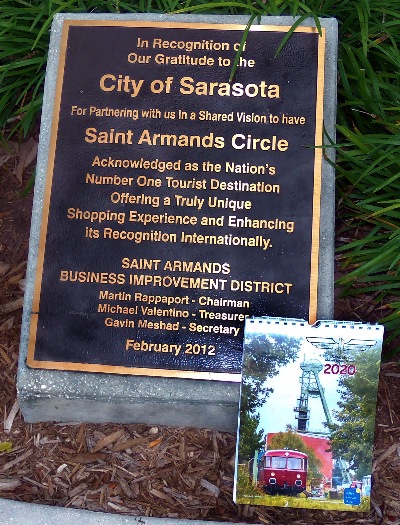 In Recognition of
Our Gratitude to the
City of Sarasota
For Partnering with us in a Shared Vision to have
Saint Armands Circle
Acknowledged as the Nation's
Number One Tourist Destination
Offering a Truly Unique
Shopping Experience and Enhancing
its Recognition Internationally.
SAINT ARMANDS
BUSINESS IMPROVEMENT DISTRICT
Martin Rappaport - Chairman
Michael Valentino - Treasurer
Gavin Meshad - Secretary
February 2012
2020